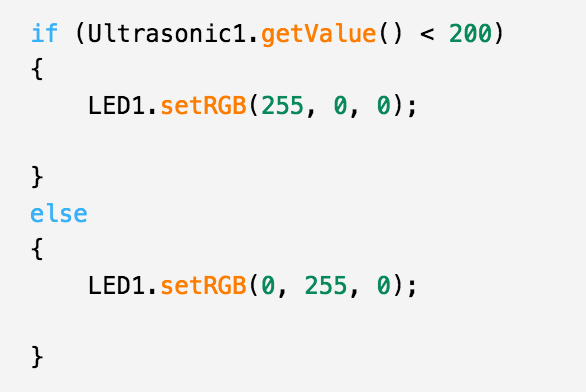 if (Ultrasonic1.getValue() < 200)
{
    LED1.setRGB(255, 0, 0);
}
else
{
    LED1.setRGB(0, 255, 0);
}